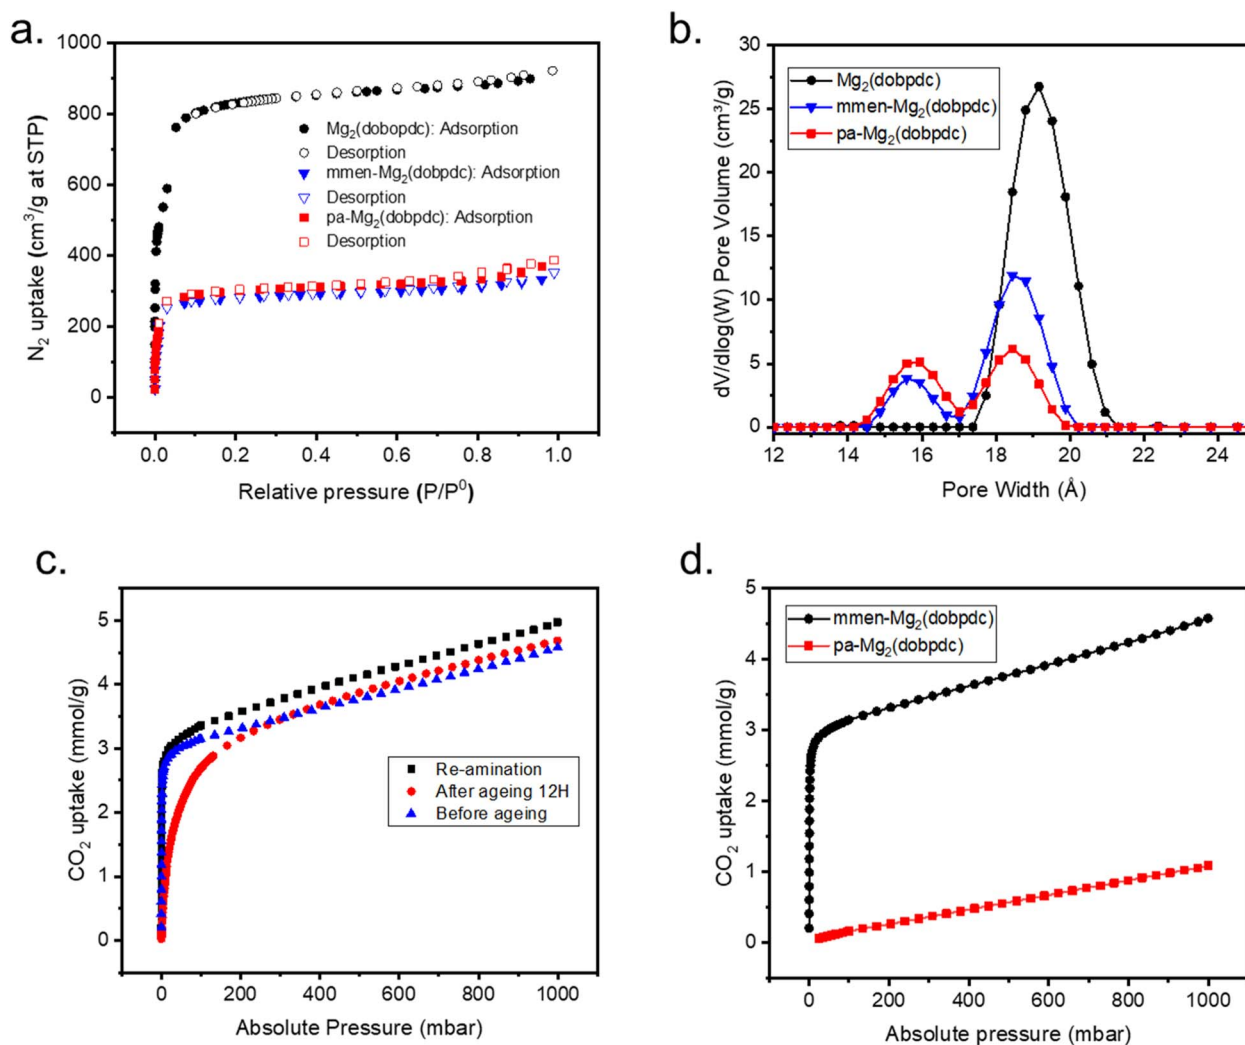 a.
1000
800
600
400
200
0
N₂ uptake (cm³/g at STP)
Mg₂(dobopdc): Adsorption
Desorption
mmen-Mg₂(dobpdc): Adsorption
Desorption
pa-Mg₂(dobpdc): Adsorption
Desorption
0.0 0.2 0.4 0.6 0.8 1.0
Relative pressure (P/P⁰)
b.
30
25
20
15
10
5
0
dV/dlog(W) Pore Volume (cm³/g)
Mg₂(dobpdc)
mmen-Mg₂(dobpdc)
pa-Mg₂(dobpdc)
12 14 16 18 20 22 24
Pore Width (Å)
c.
5
4
3
2
1
0
CO₂ uptake (mmol/g)
Re-amination
After ageing 12H
Before ageing
0 200 400 600 800 1000
Absolute Pressure (mbar)
d.
5
4
3
2
1
0
CO₂ uptake (mmol/g)
mmen-Mg₂(dobpdc)
pa-Mg₂(dobpdc)
0 200 400 600 800 1000
Absolute pressure (mbar)